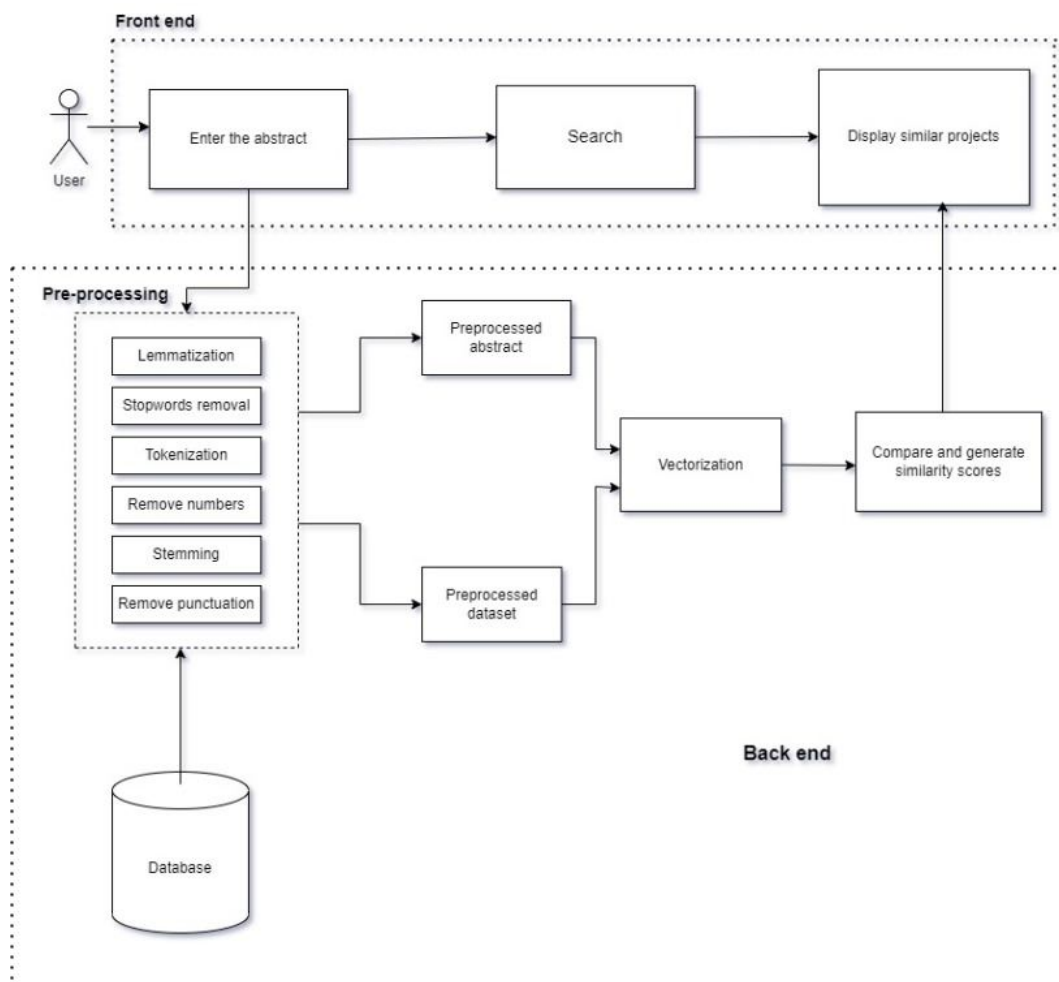 Front end
User
Enter the abstract
Search
Display similar projects
Pre-processing
Lemmatization
Stopwords removal
Tokenization
Remove numbers
Stemming
Remove punctuation
Preprocessed
abstract
Preprocessed
dataset
Vectorization
Compare and generate
similarity scores
Back end
Database